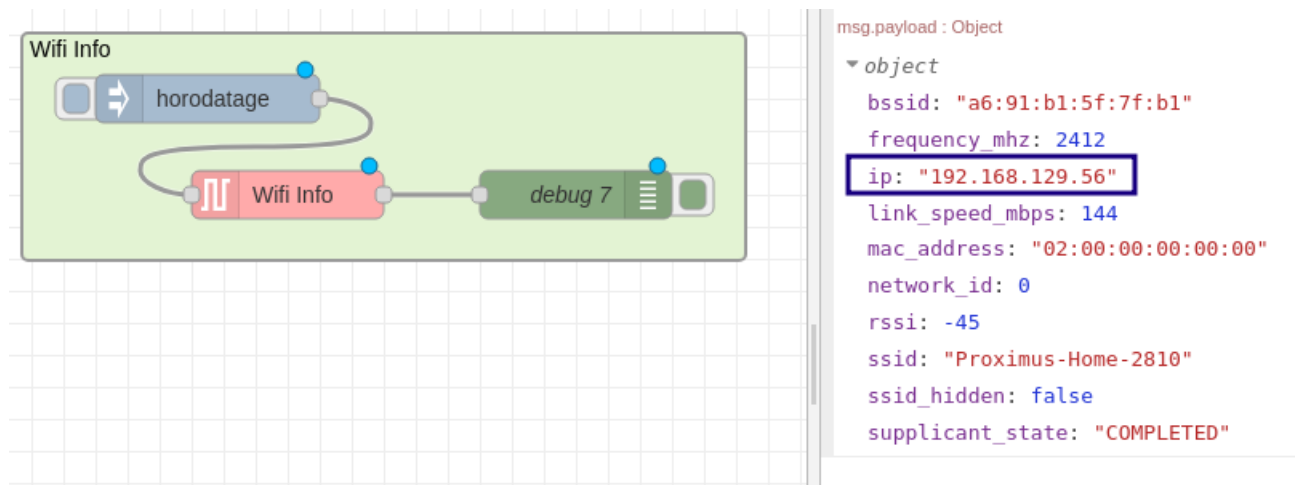 Wifi Info
horodatage
Wifi Info
debug 7
msg.payload : Object
object
bssid: "a6:91:b1:5f:7f:b1"
frequency_mhz: 2412
ip: "192.168.129.56"
link_speed_mbps: 144
mac_address: "02:00:00:00:00:00"
network_id: 0
rssi: -45
ssid: "Proximus-Home-2810"
ssid_hidden: false
supplicant_state: "COMPLETED"